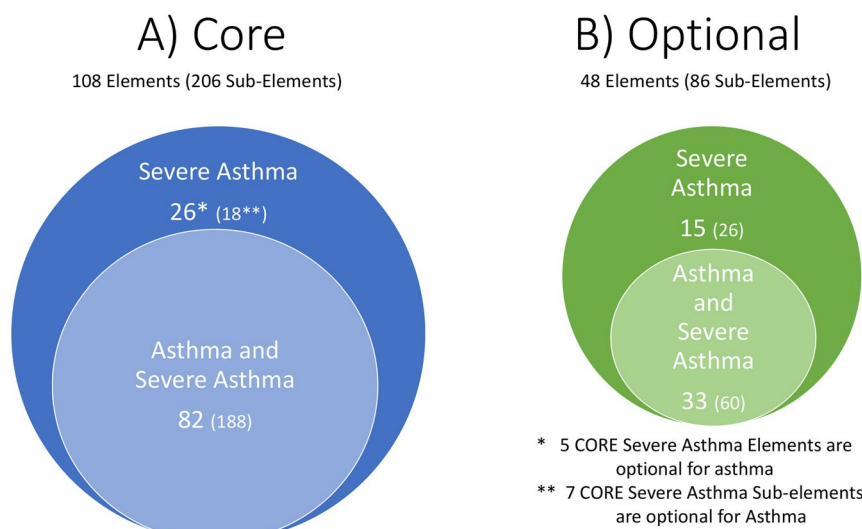 A) Core
108 Elements (206 Sub-Elements)
Severe Asthma
26* (18**)
Asthma and
Severe Asthma
82 (188)
B) Optional
48 Elements (86 Sub-Elements)
Severe
Asthma
15 (26)
Asthma
and
Severe
Asthma
33 (60)
* 5 CORE Severe Asthma Elements are
optional for asthma
** 7 CORE Severe Asthma Sub-elements
are optional for Asthma